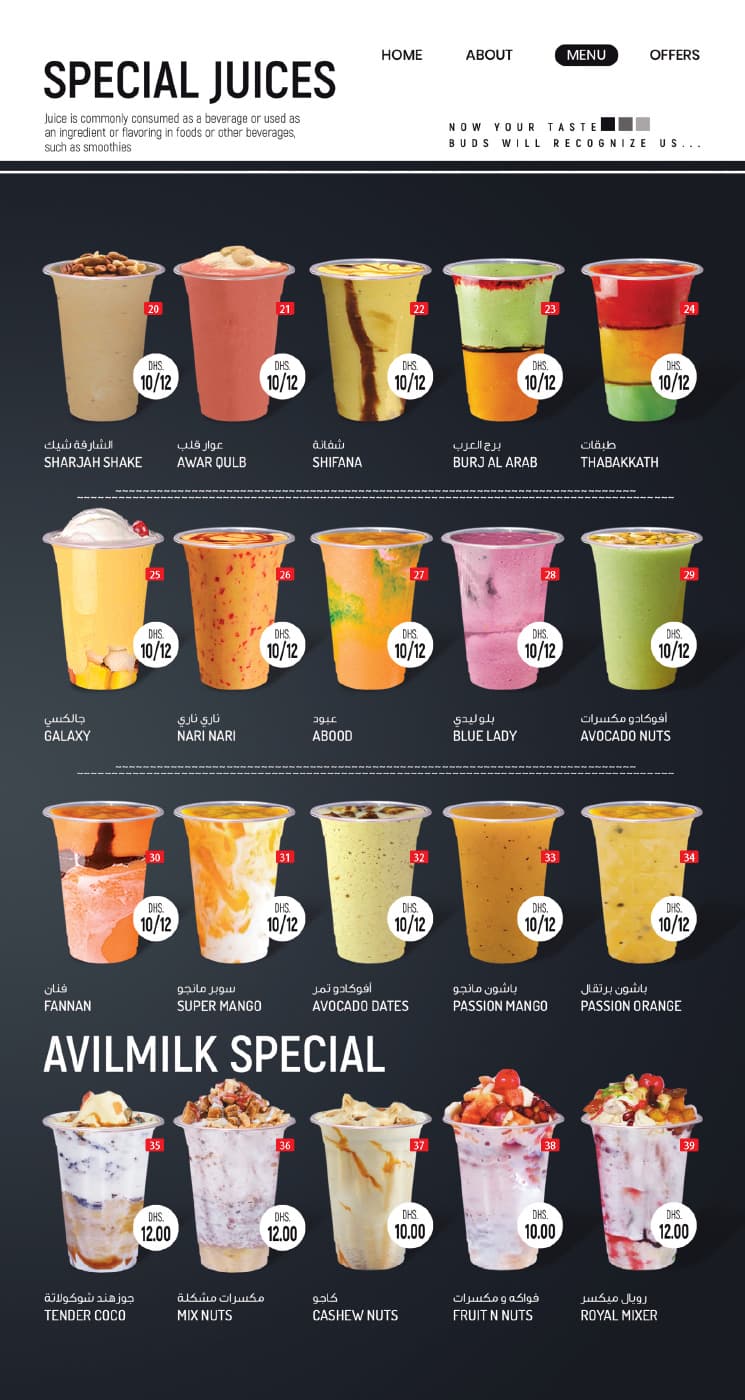 HOME ABOUT MENU OFFERS
SPECIAL JUICES
Juice is commonly consumed as a beverage or used as
an ingredient or flavoring in foods or other beverages,
such as smoothies
NOW YOUR TASTE
BUDS WILL RECOGNIZE US...
20 21 22 23 24
DHS. DHS. DHS. DHS. DHS.
10/12 10/12 10/12 10/12 10/12
الشارقة شيك عوار قلب شفانة برج العرب طبقات
SHARJAH SHAKE AWAR QULB SHIFANA BURJ AL ARAB THABAKKATH
25 26 27 28 29
DHS. DHS. DHS. DHS. DHS.
10/12 10/12 10/12 10/12 10/12
جالكسي ناري ناري عبود بلو ليدي أفوكادو مكسرات
GALAXY NARI NARI ABOOD BLUE LADY AVOCADO NUTS
30 31 32 33 34
DHS. DHS. DHS. DHS. DHS.
10/12 10/12 10/12 10/12 10/12
فنان سوبر مانجو أفوكادو تمر باشون مانجو باشون برتقال
FANNAN SUPER MANGO AVOCADO DATES PASSION MANGO PASSION ORANGE
AVILMILK SPECIAL
35 36 37 38 39
DHS. DHS. DHS. DHS. DHS.
12.00 12.00 10.00 10.00 12.00
جوز هند شوكولاتة مكسرات مشكلة كاجو فواكه و مكسرات رويال ميكسر
TENDER COCO MIX NUTS CASHEW NUTS FRUIT N NUTS ROYAL MIXER